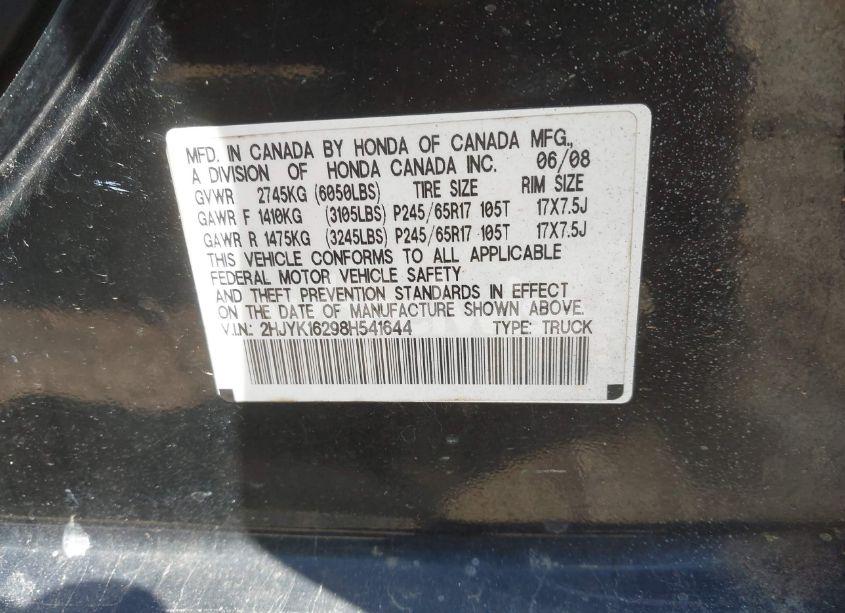 MFD. IN CANADA BY HONDA OF CANADA MFG.,
A DIVISION OF HONDA CANADA INC. 06/08
GVWR 2745KG (6050LBS) TIRE SIZE RIM SIZE
GAWR F 1410KG (3105LBS) P245/65R17 105T 17X7.5J
GAWR R 1475KG (3245LBS) P245/65R17 105T 17X7.5J
THIS VEHICLE CONFORMS TO ALL APPLICABLE
FEDERAL MOTOR VEHICLE SAFETY
AND THEFT PREVENTION STANDARDS IN EFFECT
ON THE DATE OF MANUFACTURE SHOWN ABOVE.
V.I.N: 2HJYK16298H541644 TYPE: TRUCK